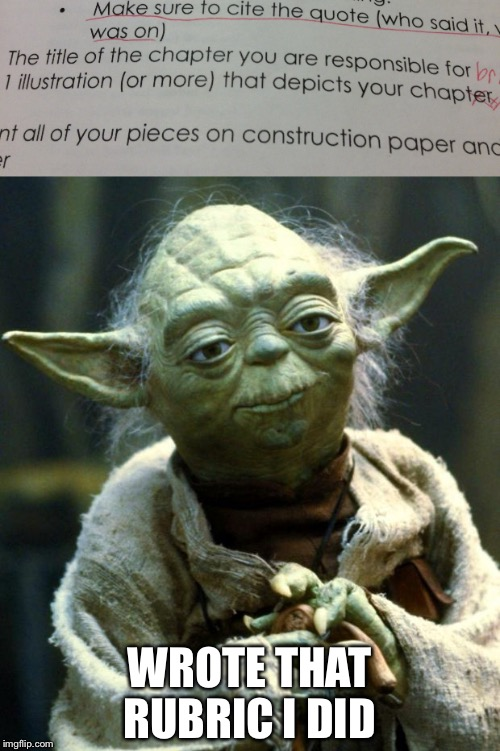 • Make sure to cite the quote (who said it,
was on)
The title of the chapter you are responsible for
1 illustration (or more) that depicts your chapter
nt all of your pieces on construction paper and
er
WROTE THAT
RUBRIC I DID
imgflip.com